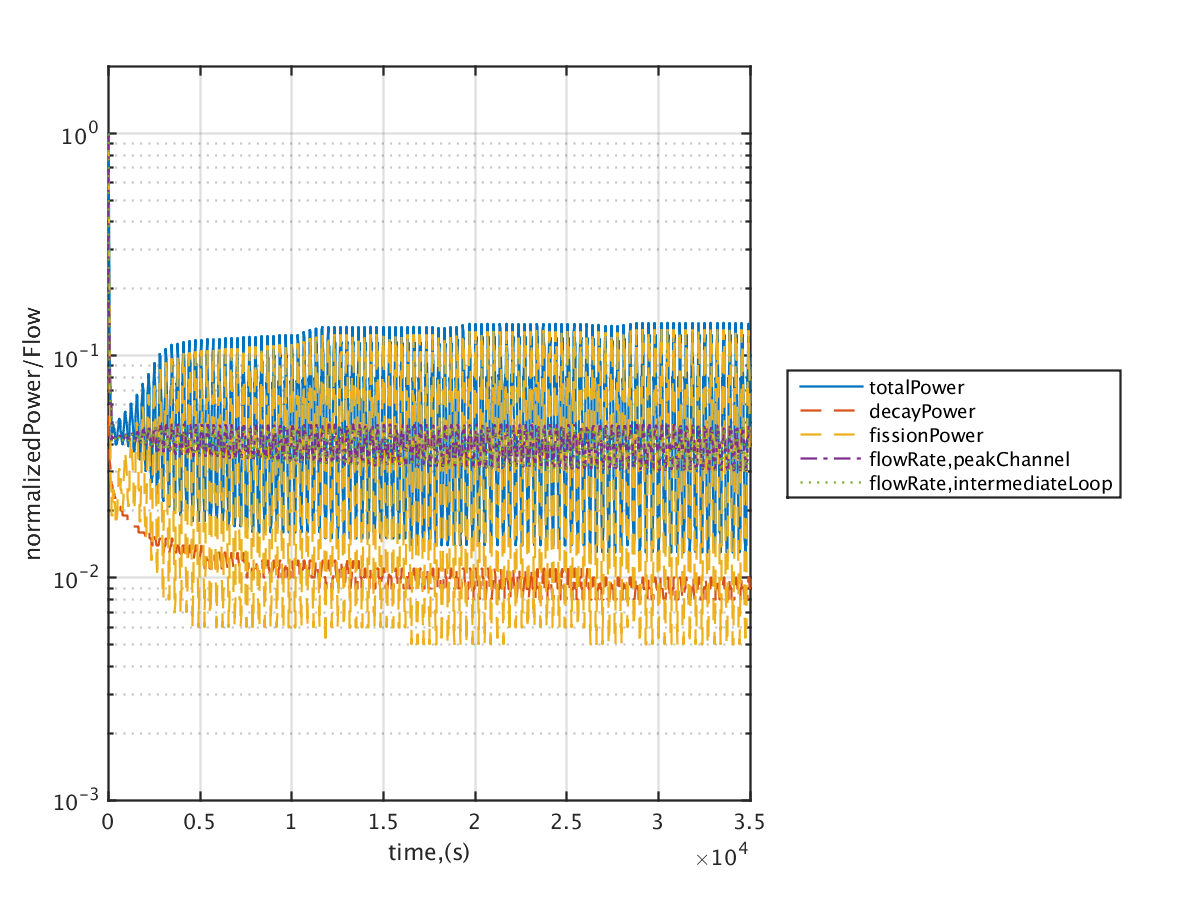 normalizedPower/Flow
10^0
10^-1
10^-2
10^-3
0 0.5 1 1.5 2 2.5 3 3.5
×10^4
time,(s)
totalPower
decayPower
fissionPower
flowRate,peakChannel
flowRate,intermediateLoop